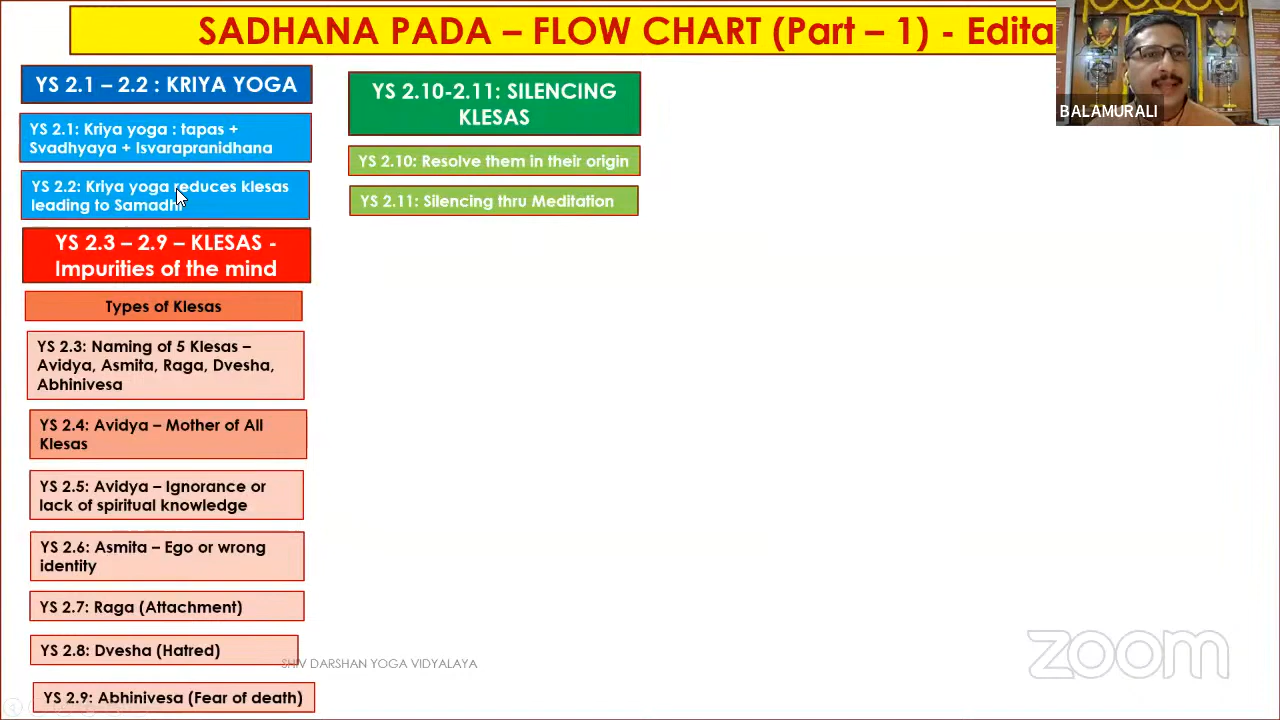 SADHANA PADA – FLOW CHART (Part – 1) - Edita
BALAMURALI
YS 2.1 – 2.2 : KRIYA YOGA
YS 2.1: Kriya yoga : tapas +
Svadhyaya + Isvarapranidhana
YS 2.2: Kriya yoga reduces klesas
leading to Samadhi
YS 2.3 – 2.9 – KLESAS -
Impurities of the mind
Types of Klesas
YS 2.3: Naming of 5 Klesas –
Avidya, Asmita, Raga, Dvesha,
Abhinivesa
YS 2.4: Avidya – Mother of All
Klesas
YS 2.5: Avidya – Ignorance or
lack of spiritual knowledge
YS 2.6: Asmita – Ego or wrong
identity
YS 2.7: Raga (Attachment)
YS 2.8: Dvesha (Hatred)
YS 2.9: Abhinivesa (Fear of death)
YS 2.10-2.11: SILENCING
KLESAS
YS 2.10: Resolve them in their origin
YS 2.11: Silencing thru Meditation
SHIV DARSHAN YOGA VIDYALAYA
zoom